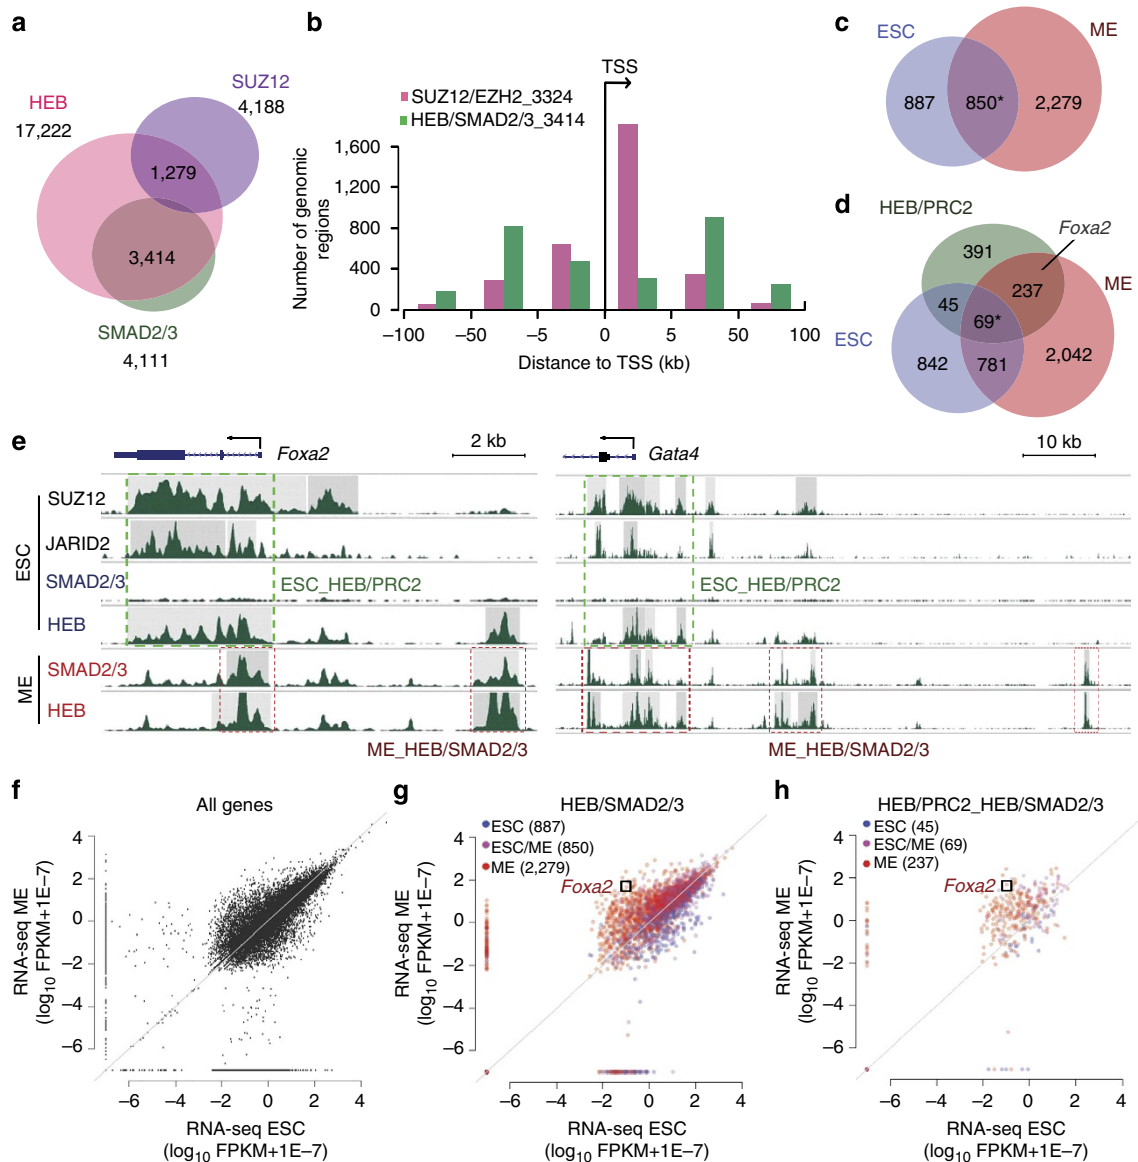 a
HEB
17,222
SUZ12
4,188
1,279
3,414
SMAD2/3
4,111
b
TSS
SUZ12/EZH2_3324
HEB/SMAD2/3_3414
Number of genomic
regions
1,600
1,200
800
400
0
−100
−50
−5
0
5
50
100
Distance to TSS (kb)
c
ESC
ME
887
850*
2,279
d
HEB/PRC2
Foxa2
391
ME
45
237
69*
ESC
842
781
2,042
e
Foxa2
2 kb
Gata4
10 kb
ESC
SUZ12
JARID2
SMAD2/3
ESC_HEB/PRC2
ESC_HEB/PRC2
HEB
ME
SMAD2/3
HEB
ME_HEB/SMAD2/3
ME_HEB/SMAD2/3
f
All genes
RNA-seq ME
(log10 FPKM+1E−7)
4
2
0
−2
−4
−6
−6
−4
−2
0
2
4
RNA-seq ESC
(log10 FPKM+1E−7)
g
HEB/SMAD2/3
ESC (887)
ESC/ME (850)
ME (2,279)
Foxa2
RNA-seq ME
(log10 FPKM+1E−7)
4
2
0
−2
−4
−6
−6
−4
−2
0
2
4
RNA-seq ESC
(log10 FPKM+1E−7)
h
HEB/PRC2_HEB/SMAD2/3
ESC (45)
ESC/ME (69)
ME (237)
Foxa2
RNA-seq ME
(log10 FPKM+1E−7)
4
2
0
−2
−4
−6
−6
−4
−2
0
2
4
RNA-seq ESC
(log10 FPKM+1E−7)